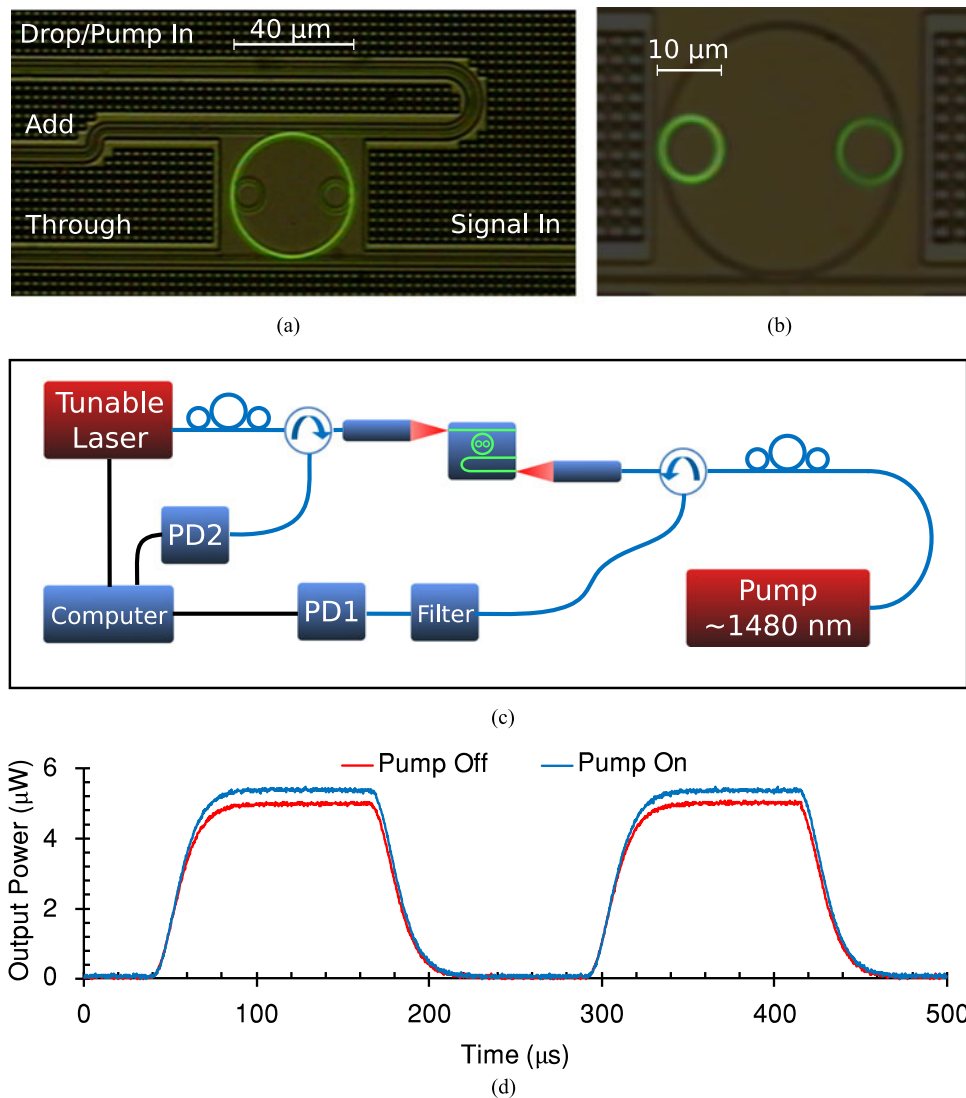 Drop/Pump In
40 μm
Add
Through
Signal In
(a)
10 μm
(b)
Tunable
Laser
PD2
Computer
PD1
Filter
Pump
~1480 nm
(c)
Pump Off
Pump On
Output Power (μW)
6
4
2
0
0
100
200
300
400
500
Time (μs)
(d)